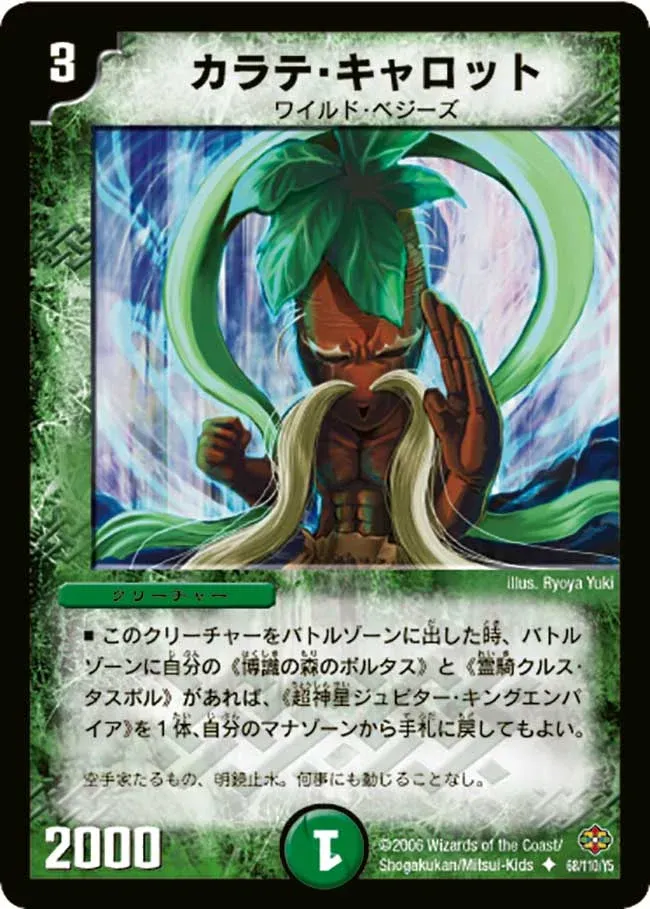 3
カラテ・キャロット
ワイルド・ベジーズ
illus. Ryoya Yuki
クリーチャー
■ このクリーチャーをバトルゾーンに出した時、バトル
ゾーンに自分の《博識の森のボルタス》と《霊騎クルス・
タスボル》があれば、《超神星ジュピター・キングエンパ
イア》を1体、自分のマナゾーンから手札に戻してもよい。
空手家たるもの、明鏡止水。何事にも動じることなし。
2000
1
©2006 Wizards of the Coast/
Shogakukan/Mitsui-Kids ◆ 68/110/Y5